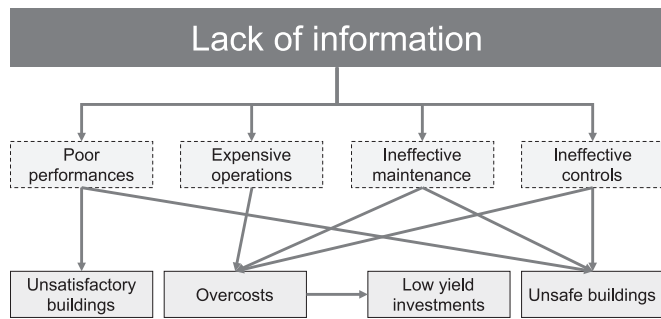 Lack of information
Poor
performances
Expensive
operations
Ineffective
maintenance
Ineffective
controls
Unsatisfactory
buildings
Overcosts
Low yield
investments
Unsafe buildings